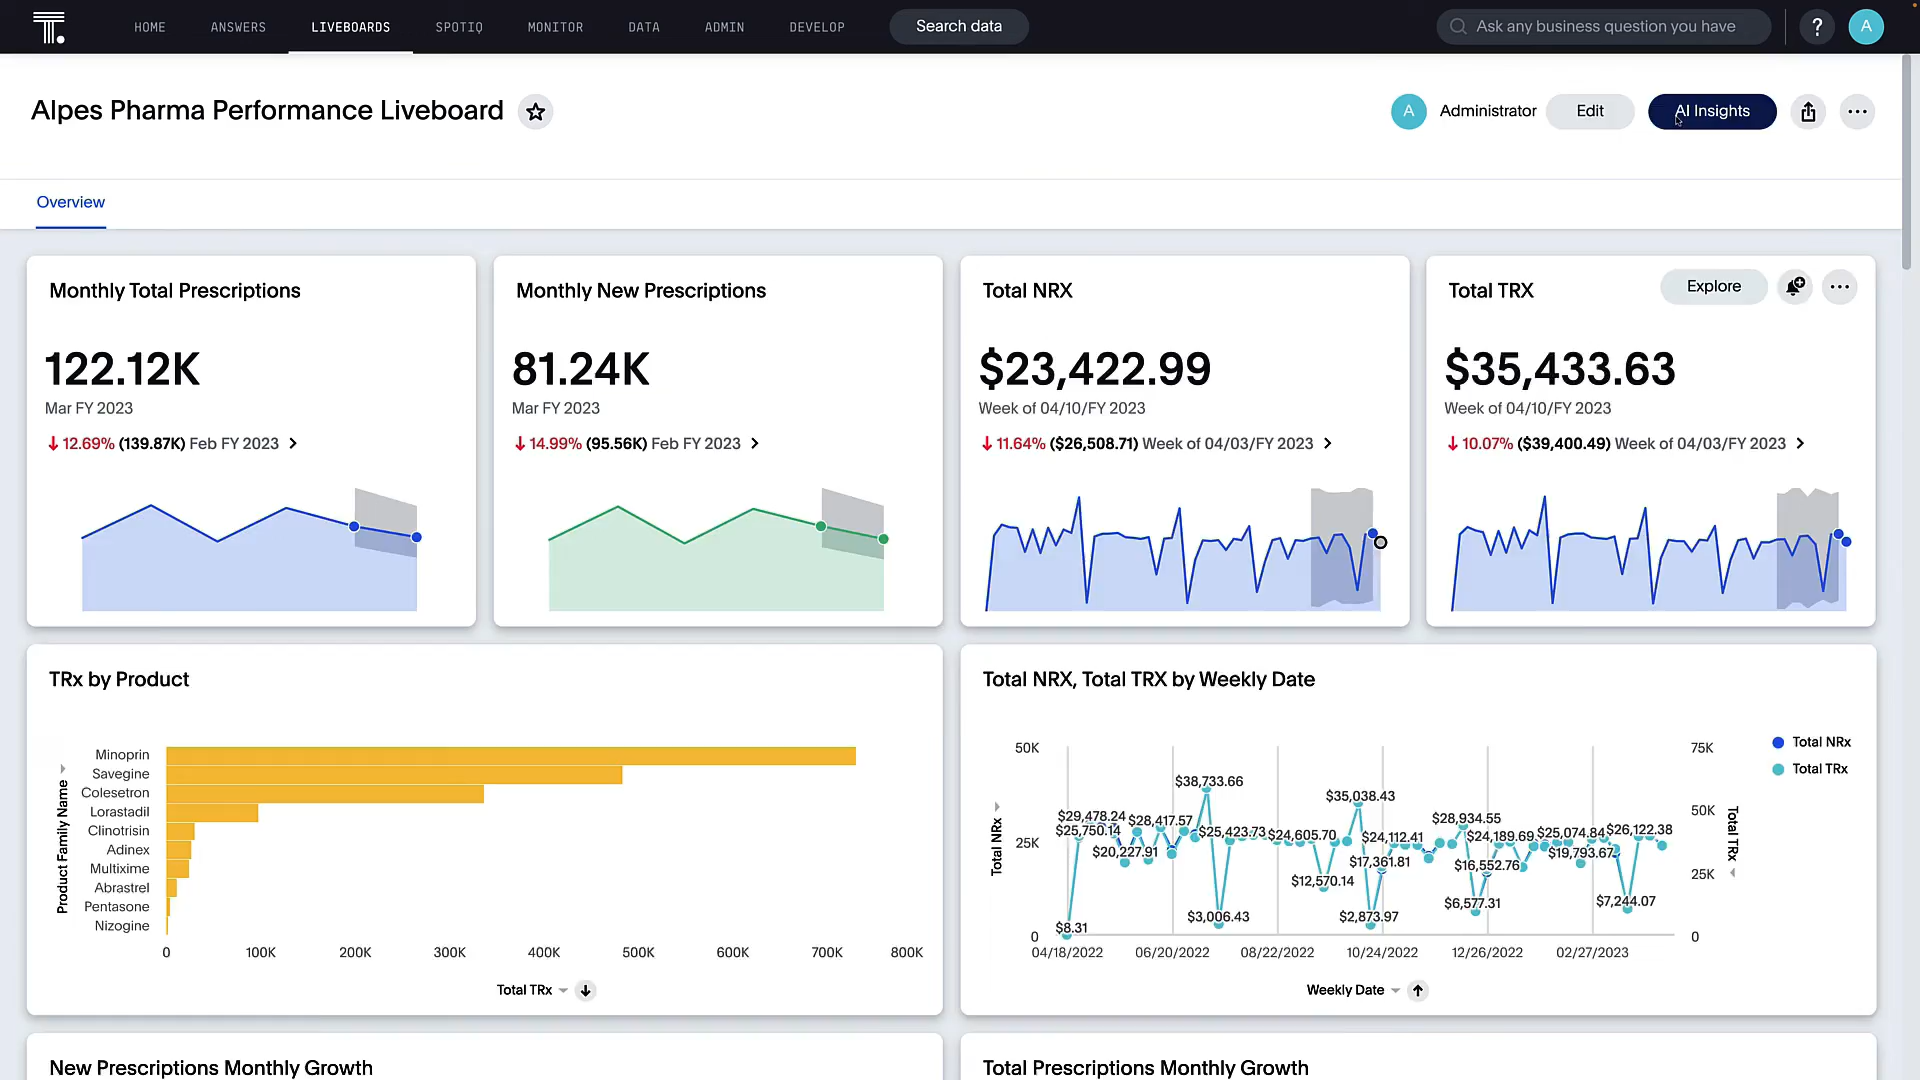 T.
HOME
ANSWERS
LIVEBOARDS
SPOTIQ
MONITOR
DATA
ADMIN
DEVELOP
Search data
Ask any business question you have
?
A
Alpes Pharma Performance Liveboard
A
Administrator
Edit
AI Insights
Overview
Monthly Total Prescriptions
122.12K
Mar FY 2023
12.69% (139.87K) Feb FY 2023
Monthly New Prescriptions
81.24K
Mar FY 2023
14.99% (95.56K) Feb FY 2023
Total NRX
$23,422.99
Week of 04/10/FY 2023
11.64% ($26,508.71) Week of 04/03/FY 2023
Total TRX
Explore
$35,433.63
Week of 04/10/FY 2023
10.07% ($39,400.49) Week of 04/03/FY 2023
TRx by Product
Product Family Name
Minoprin
Savegine
Colesetron
Lorastadil
Clinotrisin
Adinex
Multixime
Abrastrel
Pentasone
Nizogine
0 100K 200K 300K 400K 500K 600K 700K 800K
Total TRx
Total NRX, Total TRX by Weekly Date
Total NRx
50K
25K
0
$38,733.66
$35,038.43
$29,478.24
$28,417.57
$28,934.55
$25,750.14
$25,423.73
$24,605.70
$24,112.41
$24,189.69
$25,074.84
$26,122.38
$20,227.91
$17,361.81
$16,552.76
$19,793.67
$12,570.14
$6,577.31
$7,244.07
$3,006.43
$2,873.97
$8.31
75K
50K
25K
0
Total TRx
Total NRx
Total TRx
04/18/2022 06/20/2022 08/22/2022 10/24/2022 12/26/2022 02/27/2023
Weekly Date
New Prescriptions Monthly Growth
Total Prescriptions Monthly Growth